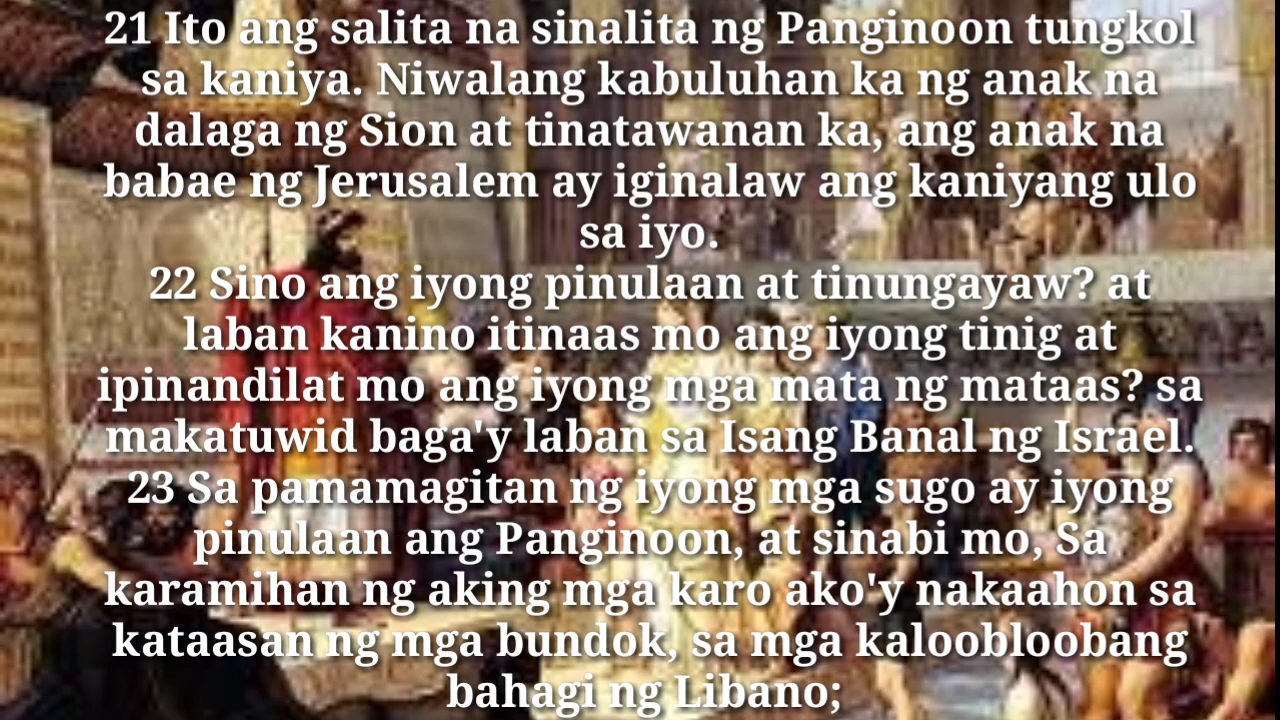 21 Ito ang salita na sinalita ng Panginoon tungkol
sa kaniya. Niwalang kabuluhan ka ng anak na
dalaga ng Sion at tinatawanan ka, ang anak na
babae ng Jerusalem ay iginalaw ang kaniyang ulo
sa iyo.
22 Sino ang iyong pinulaan at tinungayaw? at
laban kanino itinaas mo ang iyong tinig at
ipinandilat mo ang iyong mga mata ng mataas? sa
makatuwid baga'y laban sa Isang Banal ng Israel.
23 Sa pamamagitan ng iyong mga sugo ay iyong
pinulaan ang Panginoon, at sinabi mo, Sa
karamihan ng aking mga karo ako'y nakaahon sa
kataasan ng mga bundok, sa mga kaloobloobang
bahagi ng Libano;